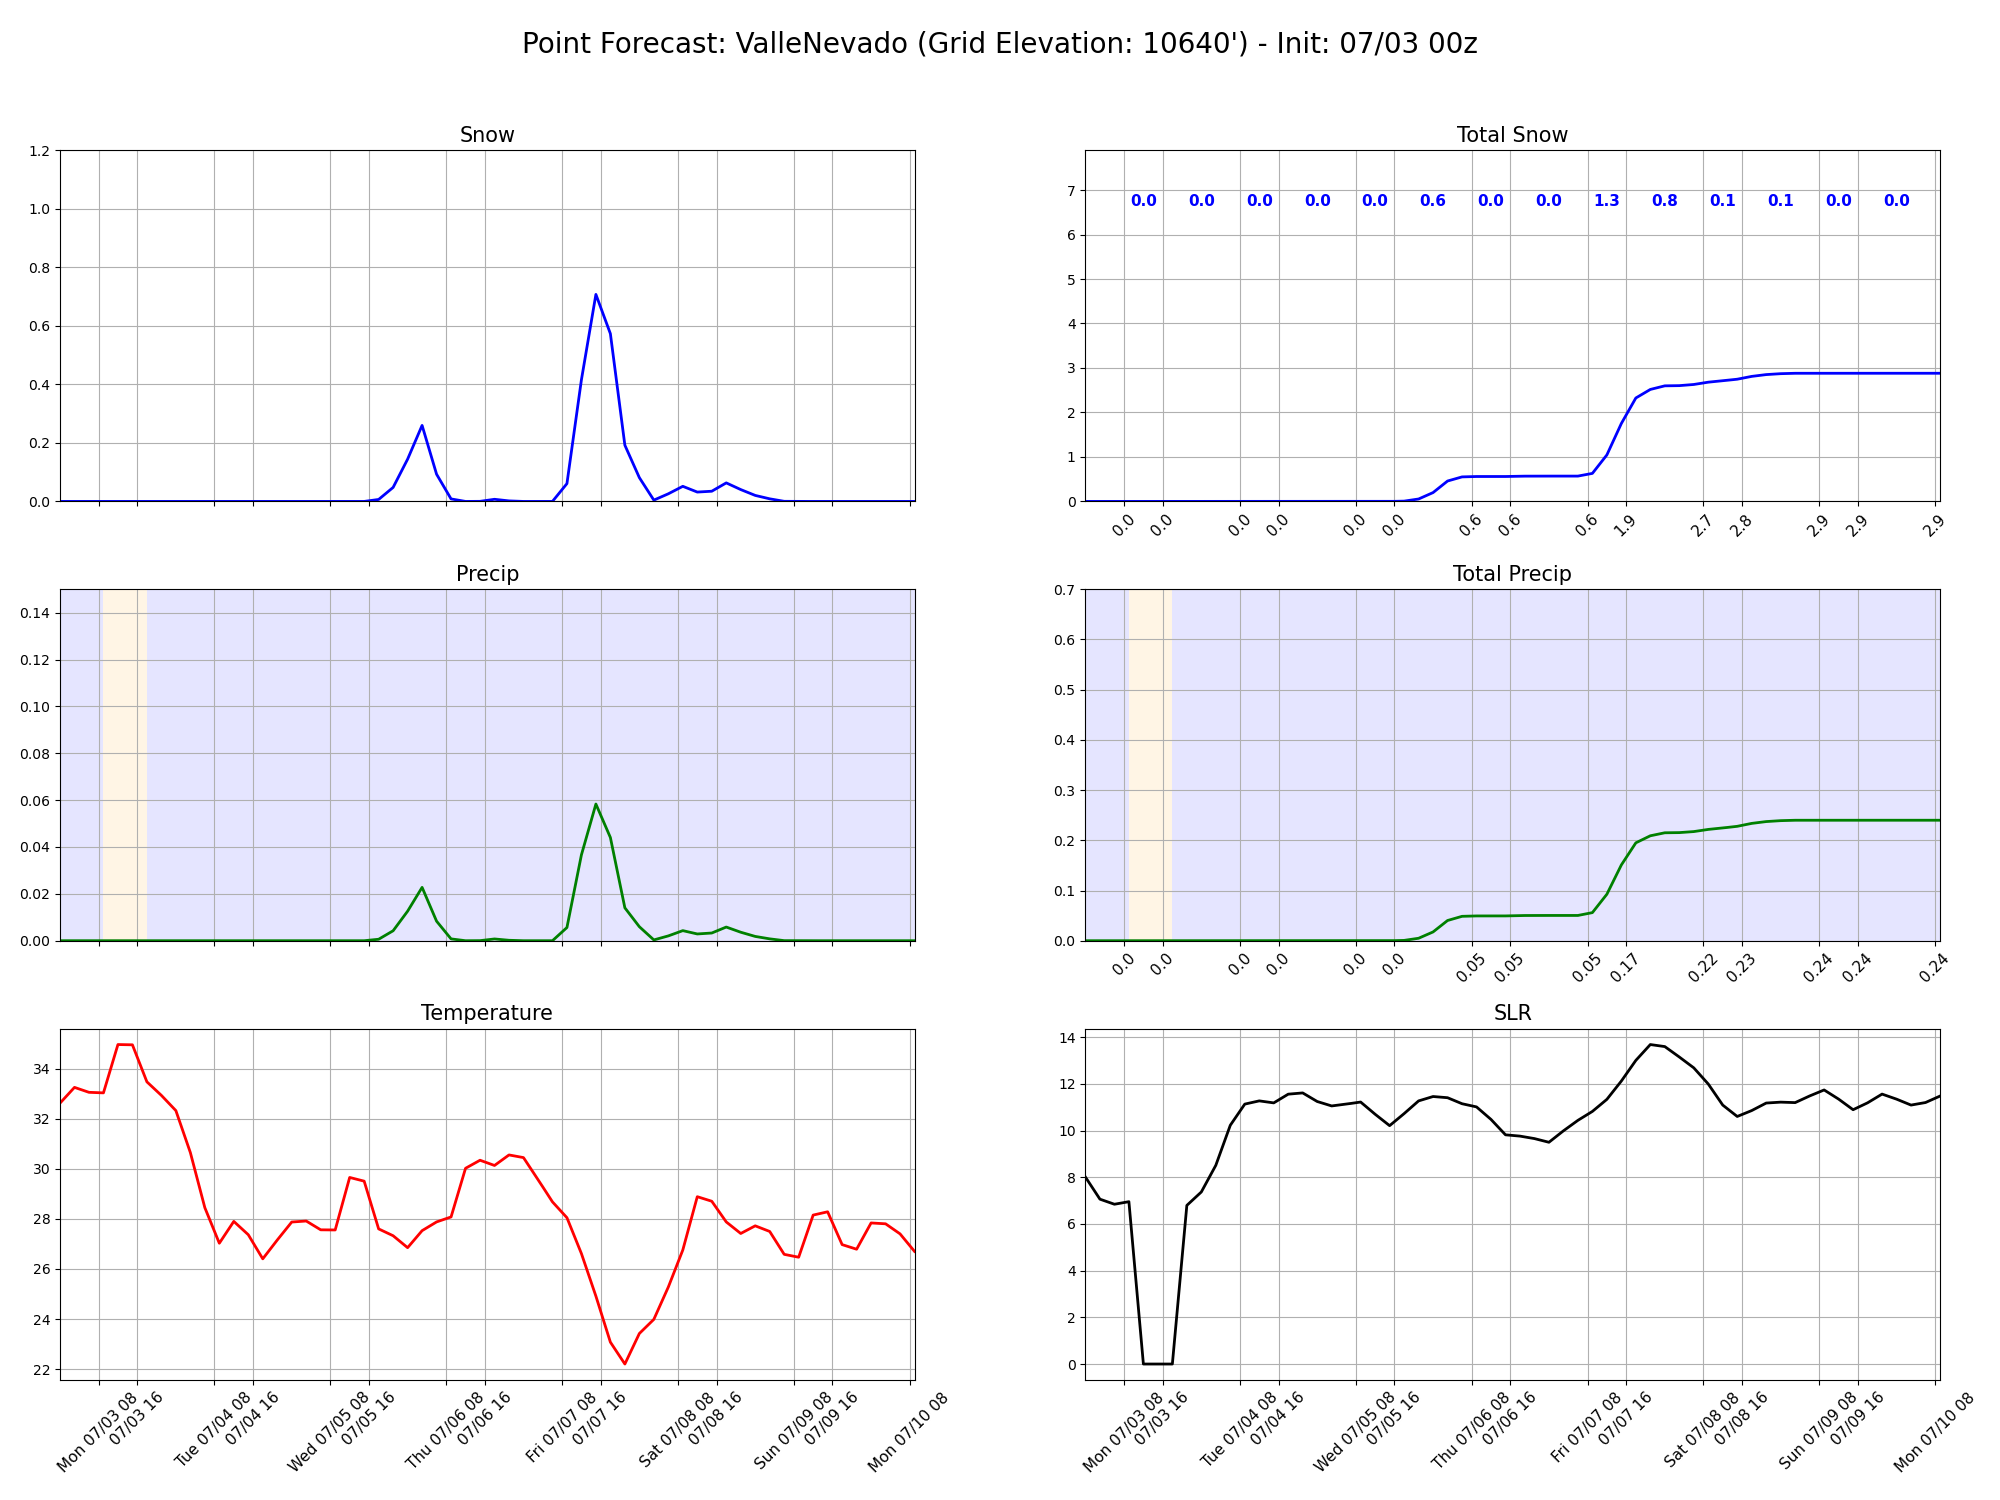 Point Forecast: ValleNevado (Grid Elevation: 10640') - Init: 07/03 00z
Snow
1.2
1.0
0.8
0.6
0.4
0.2
0.0
Total Snow
7
6
5
4
3
2
1
0
0.0 0.0 0.0 0.0 0.0 0.6 0.0 0.0 1.3 0.8 0.1 0.1 0.0 0.0
0.0 0.0 0.0 0.0 0.0 0.0 0.6 0.6 0.6 1.9 2.7 2.8 2.9 2.9 2.9
Precip
0.14
0.12
0.10
0.08
0.06
0.04
0.02
0.00
Total Precip
0.7
0.6
0.5
0.4
0.3
0.2
0.1
0.0
0.0 0.0 0.0 0.0 0.0 0.0 0.05 0.05 0.05 0.17 0.22 0.23 0.24 0.24 0.24
Temperature
34
32
30
28
26
24
22
Mon 07/03 08
07/03 16
Tue 07/04 08
07/04 16
Wed 07/05 08
07/05 16
Thu 07/06 08
07/06 16
Fri 07/07 08
07/07 16
Sat 07/08 08
07/08 16
Sun 07/09 08
07/09 16
Mon 07/10 08
SLR
14
12
10
8
6
4
2
0
Mon 07/03 08
07/03 16
Tue 07/04 08
07/04 16
Wed 07/05 08
07/05 16
Thu 07/06 08
07/06 16
Fri 07/07 08
07/07 16
Sat 07/08 08
07/08 16
Sun 07/09 08
07/09 16
Mon 07/10 08